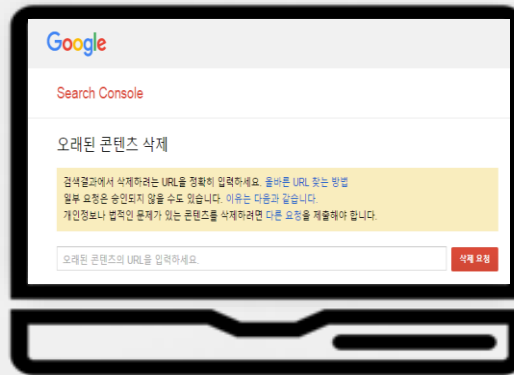 Google
Search Console
오래된 콘텐츠 삭제
검색결과에서 삭제하려는 URL을 정확히 입력하세요. 올바른 URL 찾는 방법
일부 요청은 승인되지 않을 수도 있습니다. 이유는 다음과 같습니다.
개인정보나 법적인 문제가 있는 콘텐츠를 삭제하려면 다른 요청을 제출해야 합니다.
오래된 콘텐츠의 URL을 입력하세요. 삭제 요청